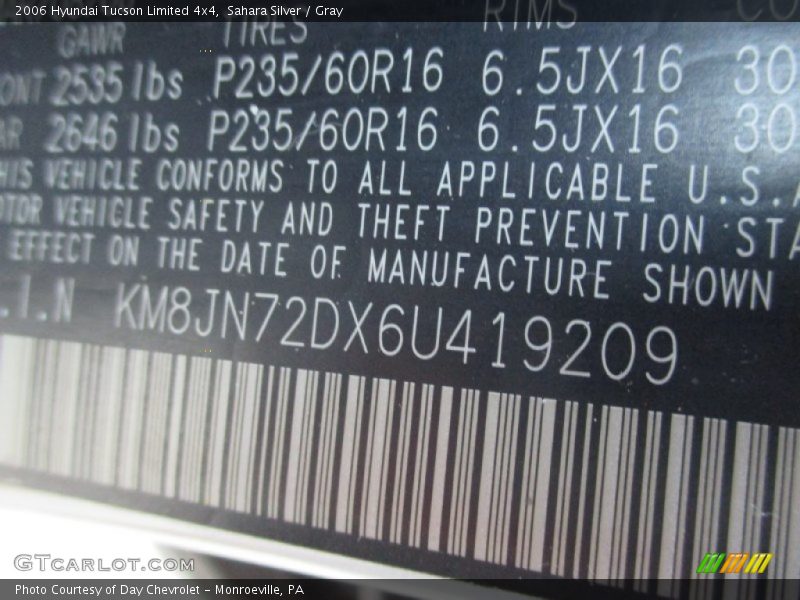 2006 Hyundai Tucson Limited 4x4, Sahara Silver / Gray
GAWR TIRES RIMS
2535 lbs P235/60R16 6.5JX16 30
2646 lbs P235/60R16 6.5JX16 30
VEHICLE CONFORMS TO ALL APPLICABLE U.S.
VEHICLE SAFETY AND THEFT PREVENTION STA
EFFECT ON THE DATE OF MANUFACTURE SHOWN
.I.N KM8JN72DX6U419209
GTCARLOT.COM
Photo Courtesy of Day Chevrolet – Monroeville, PA